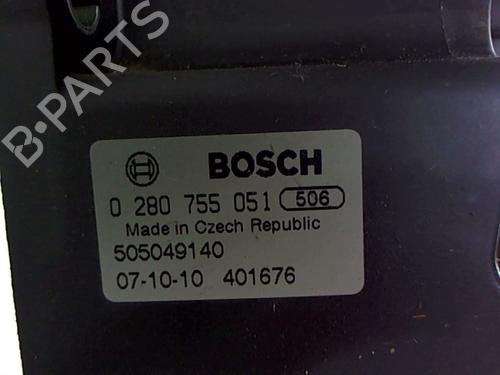 B-PARTS
BOSCH
0 280 755 051 506
Made in Czech Republic
505049140
07-10-10 401676